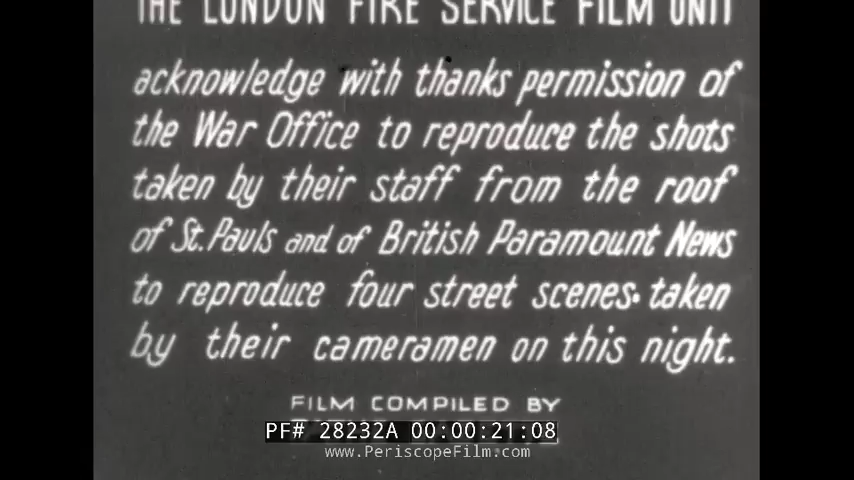 THE LONDON FIRE SERVICE FILM UNIT
acknowledge with thanks permission of
the War Office to reproduce the shots
taken by their staff from the roof
of St. Pauls and of British Paramount News
to reproduce four street scenes taken
by their cameramen on this night.
FILM COMPILED BY
PF# 28232A 00:00:21:08
www.PeriscopeFilm.com